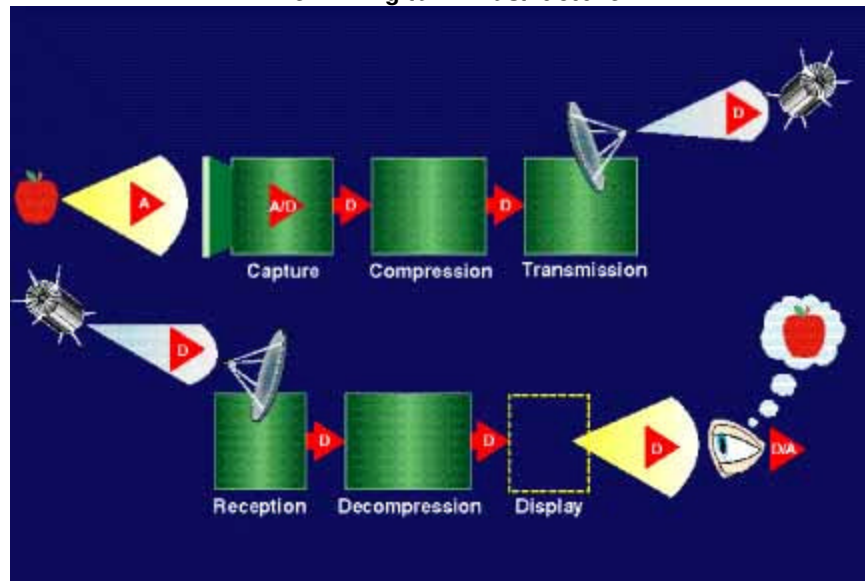 D
A
A/D
D
D
Capture
Compression
Transmission
D
D
D
D
D/A
Reception
Decompression
Display